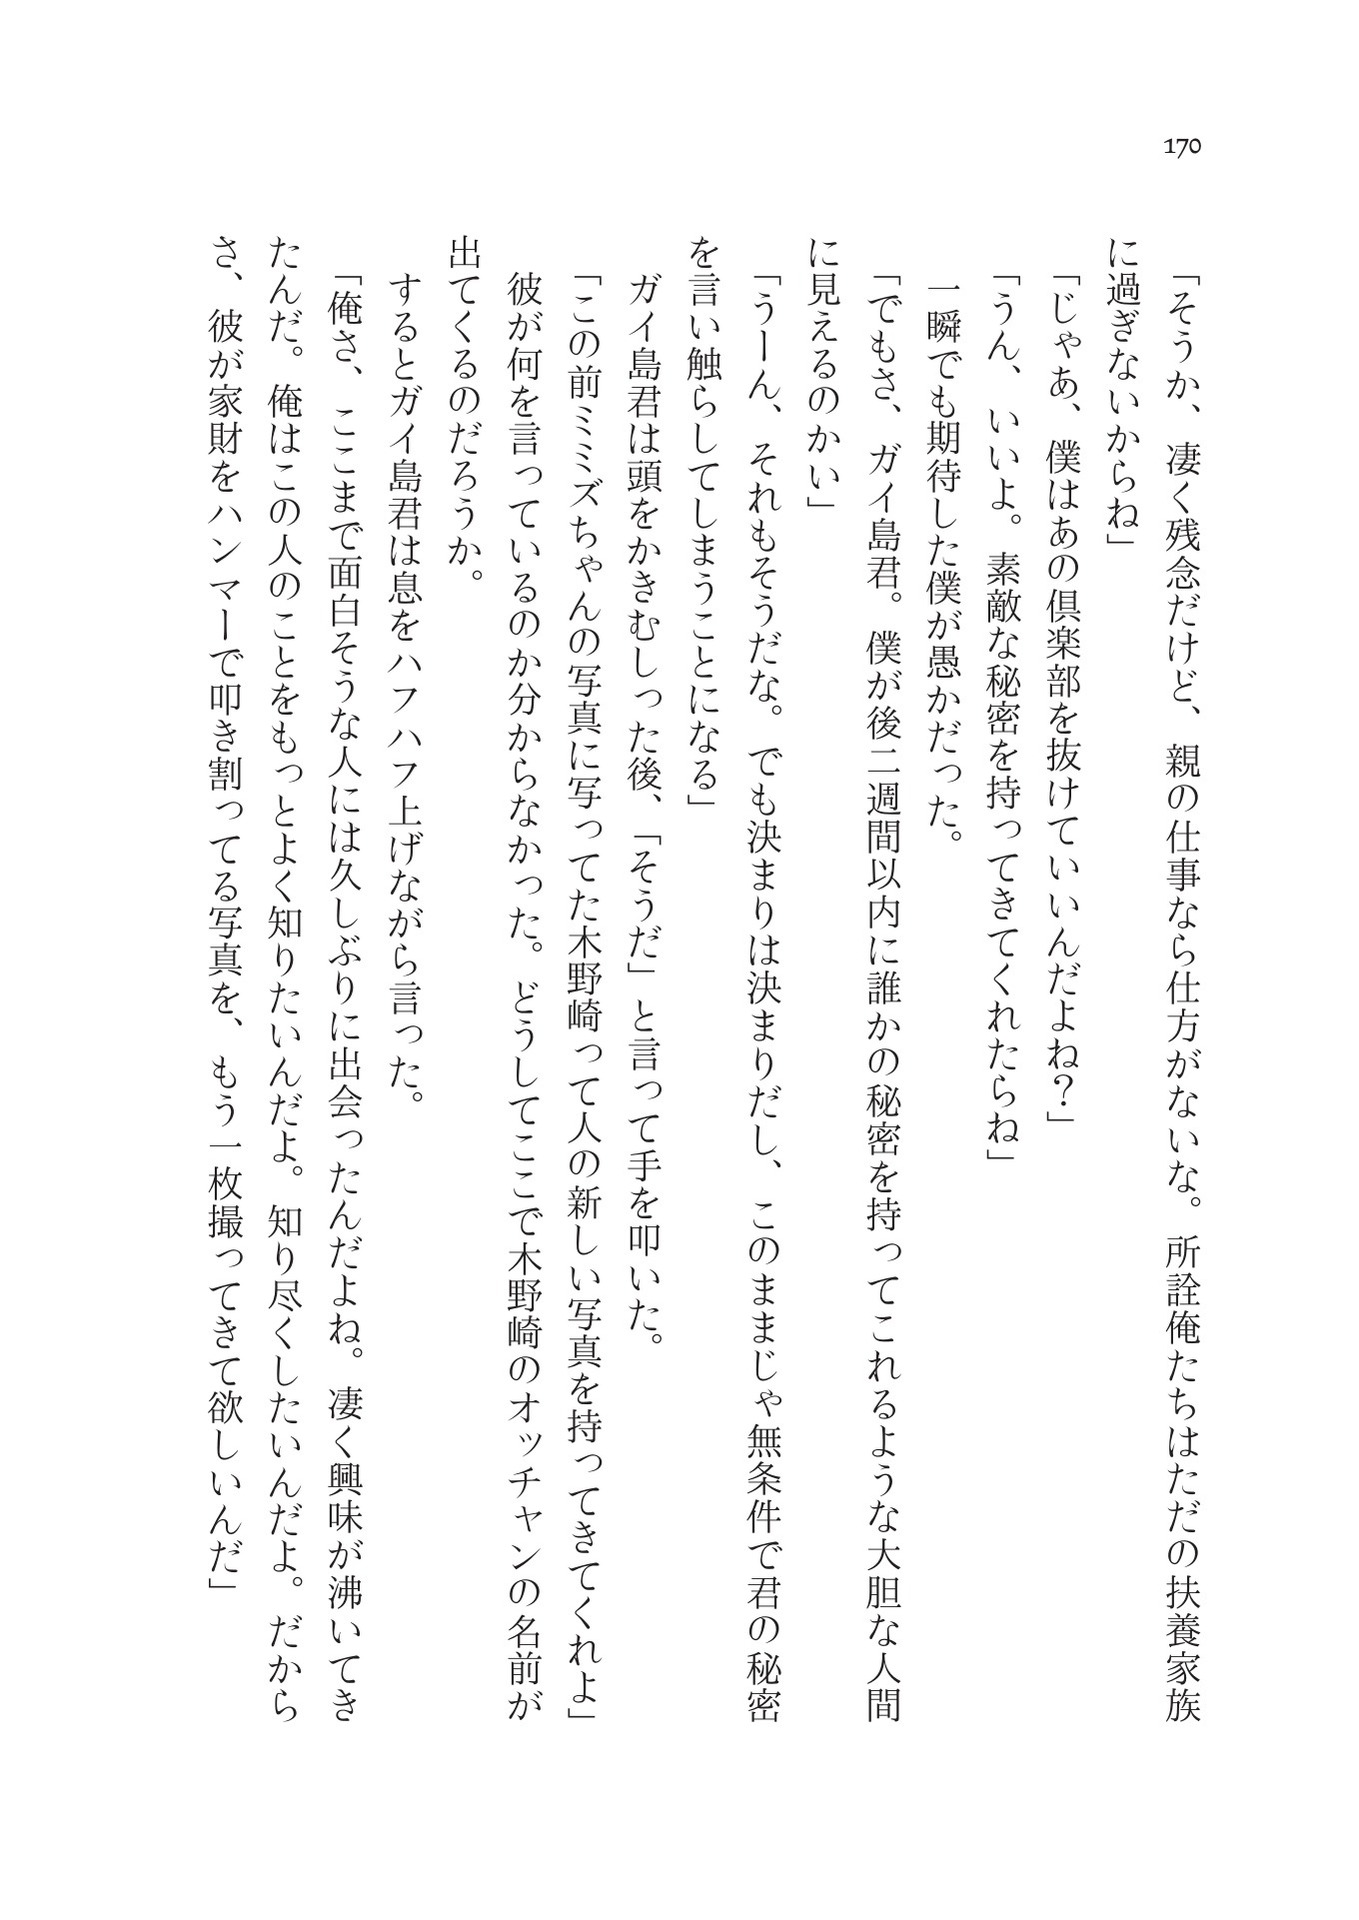 170
「そうか、凄く残念だけど、親の仕事なら仕方がないな。所詮俺たちはただの扶養家族
に過ぎないからね」
「じゃあ、僕はあの倶楽部を抜けていいんだよね？」
「うん、いいよ。素敵な秘密を持ってきてくれたらね」
一瞬でも期待した僕が愚かだった。
「でもさ、ガイ島君。僕が後二週間以内に誰かの秘密を持ってこれるような大胆な人間
に見えるのかい」
「うーん、それもそうだな。でも決まりは決まりだし、このままじゃ無条件で君の秘密
を言い触らしてしまうことになる」
ガイ島君は頭をかきむしった後、「そうだ」と言って手を叩いた。
「この前ミミズちゃんの写真に写ってた木野崎って人の新しい写真を持ってきてくれよ」
彼が何を言っているのか分からなかった。どうしてここで木野崎のオッチャンの名前が
出てくるのだろうか。
するとガイ島君は息をハフハフ上げながら言った。
「俺さ、ここまで面白そうな人には久しぶりに出会ったんだよね。凄く興味が沸いてき
たんだ。俺はこの人のことをもっとよく知りたいんだよ。知り尽くしたいんだよ。だから
さ、彼が家財をハンマーで叩き割ってる写真を、もう一枚撮ってきて欲しいんだ」